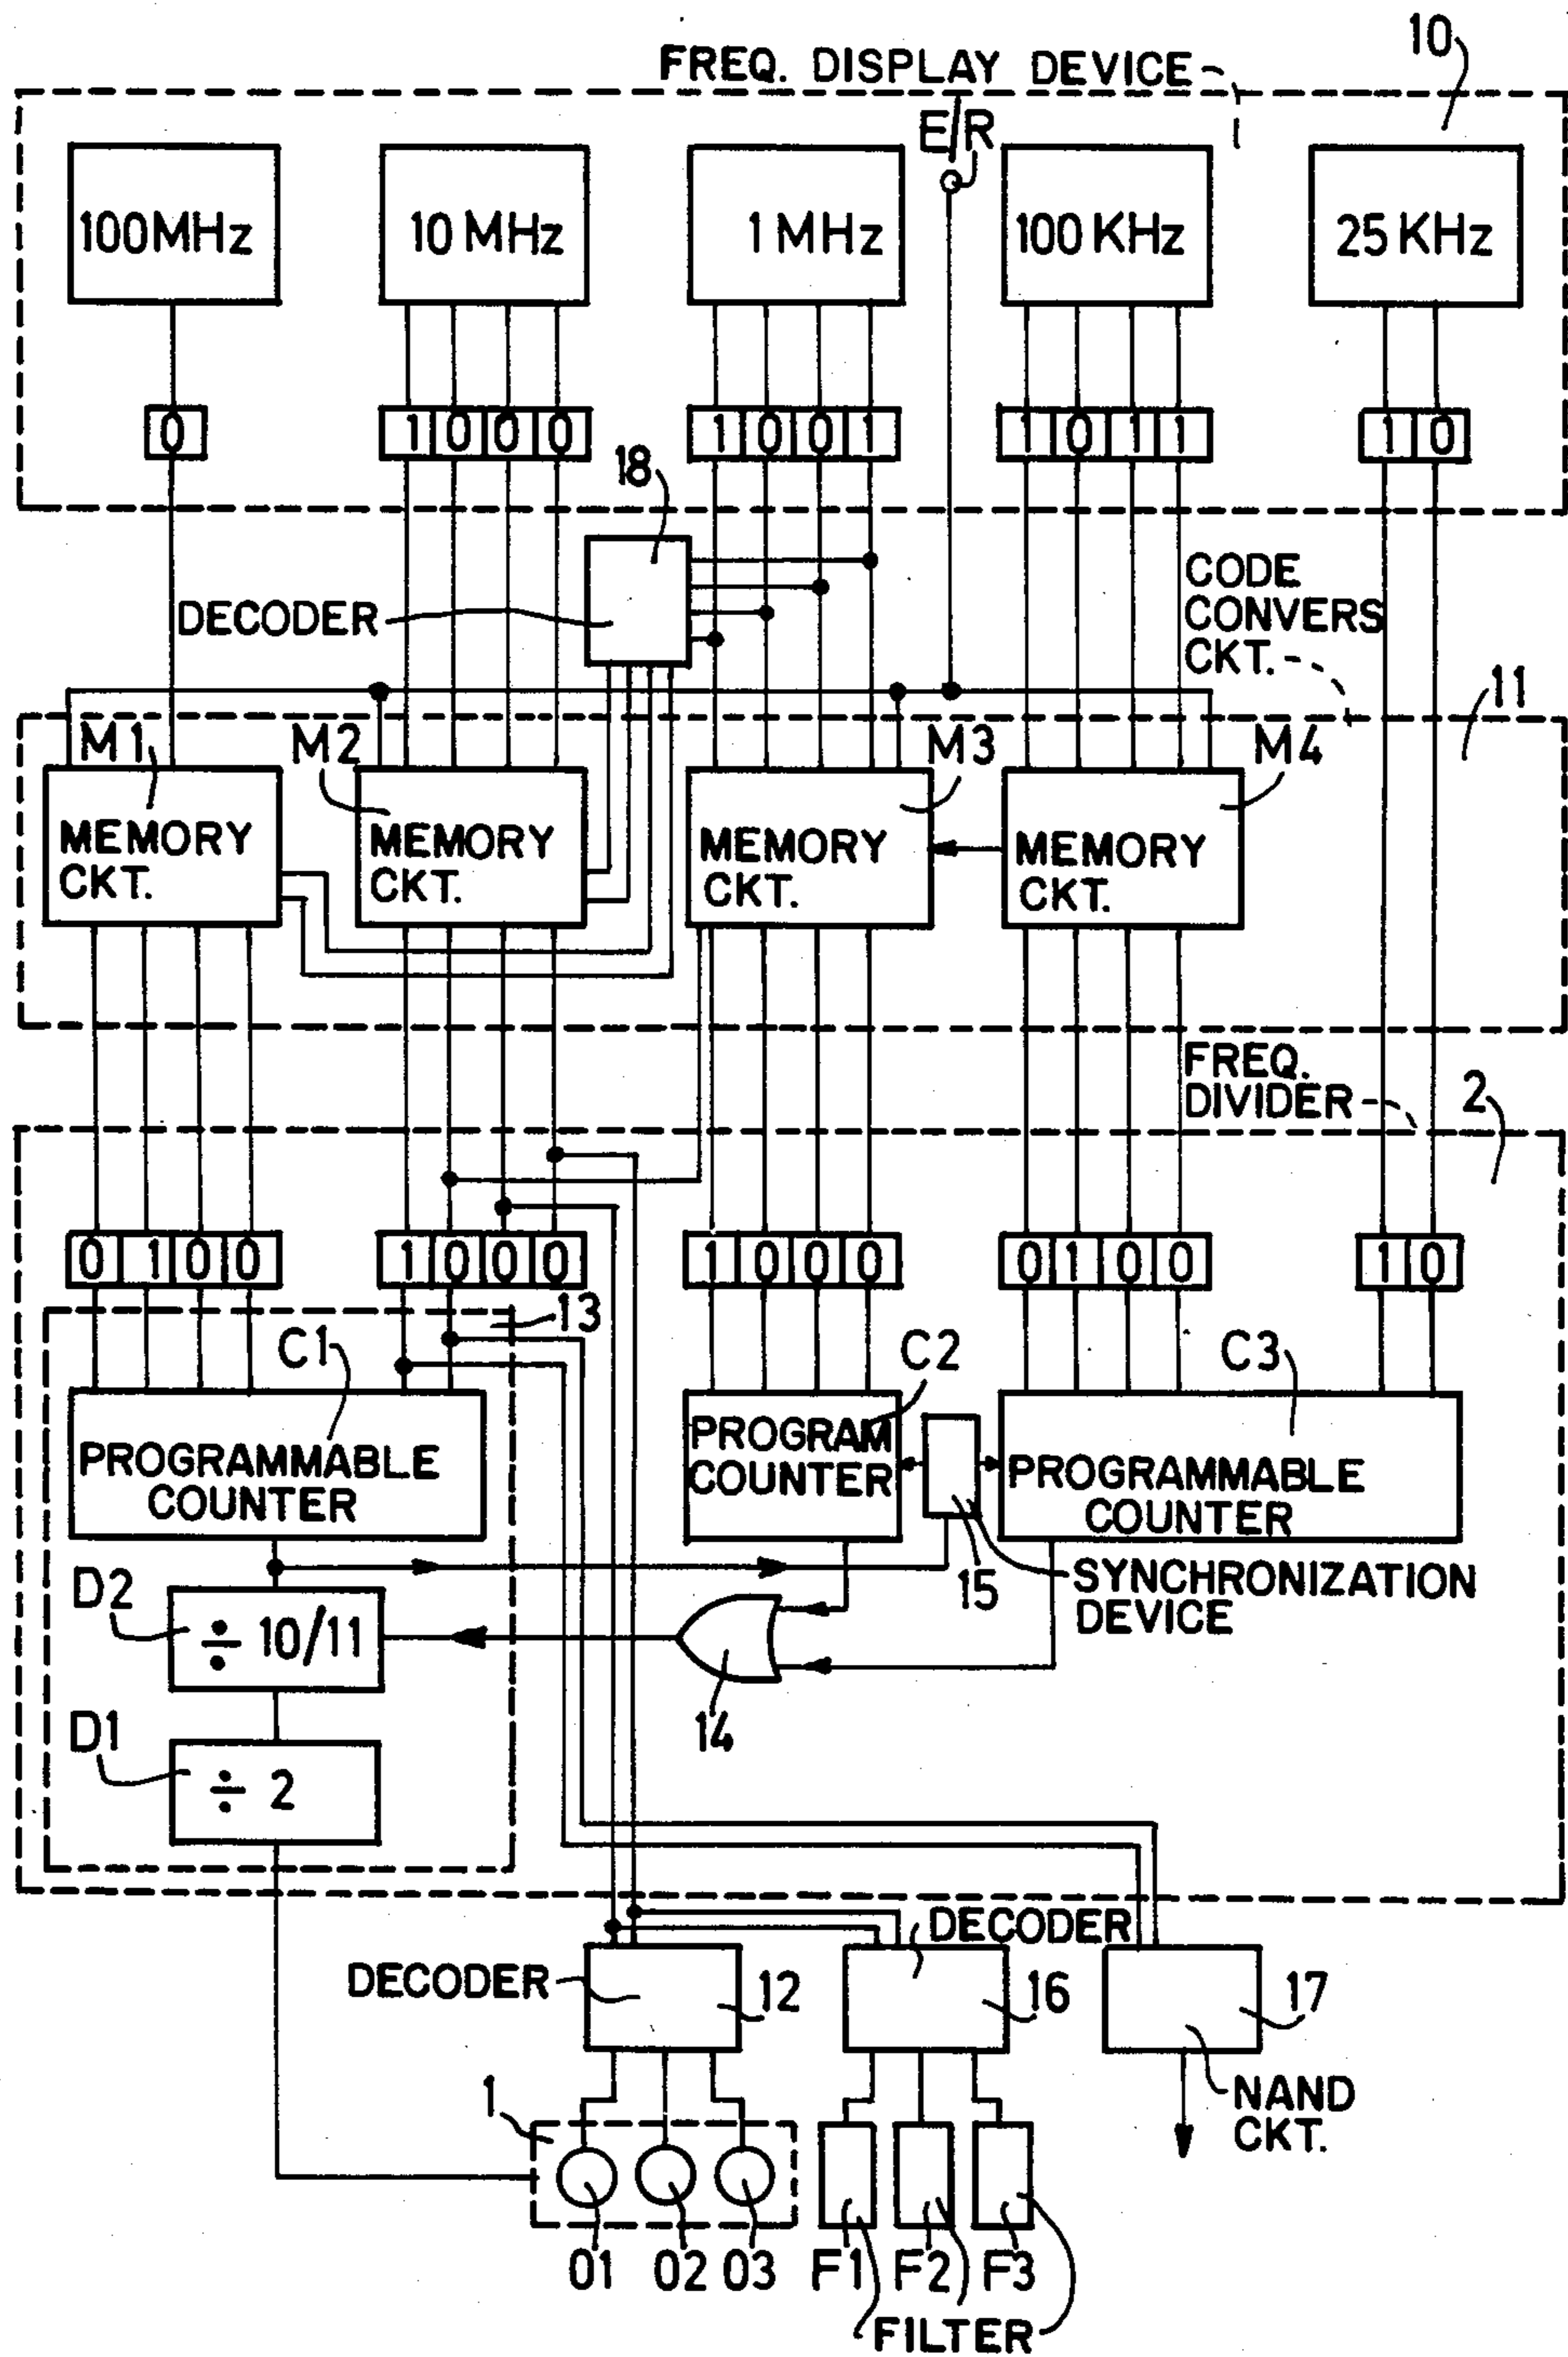 10
FREQ. DISPLAY DEVICE
E/R
100MHz
10 MHz
1 MHz
100 KHz
25 KHz
0
1 0 0 0
1 0 0 1
1 0 1 1
1 0
18
DECODER
CODE
CONVERS
CKT.
11
M1
M2
M3
M4
MEMORY
CKT.
MEMORY
CKT.
MEMORY
CKT.
MEMORY
CKT.
FREQ.
DIVIDER
2
0 1 0 0
1 0 0 0
1 0 0 0
0 1 0 0
1 0
13
C1
C2
C3
PROGRAMMABLE
COUNTER
PROGRAM
COUNTER
PROGRAMMABLE
COUNTER
15
SYNCHRONIZATION
DEVICE
D2
÷ 10/11
14
D1
÷ 2
DECODER
DECODER
12
16
17
NAND
CKT.
1
01
02
03
F1
F2
F3
FILTER